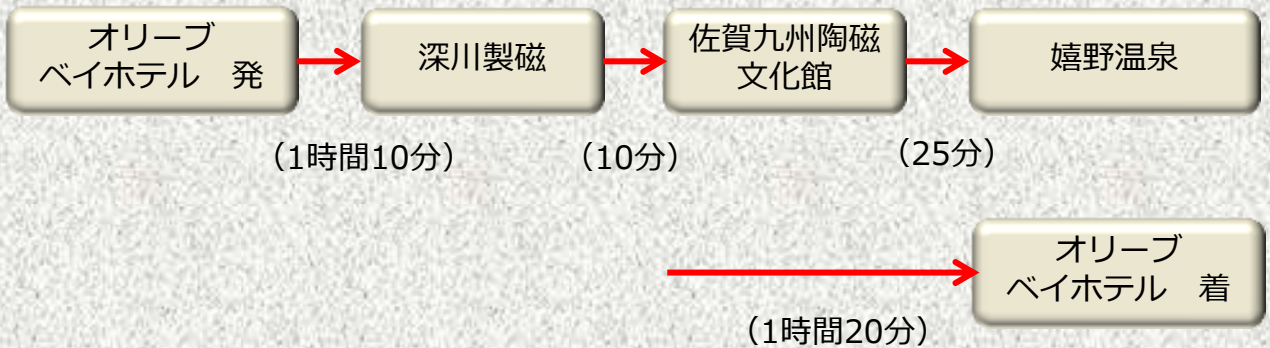 オリーブ
ベイホテル　発
深川製磁
佐賀九州陶磁
文化館
嬉野温泉
（1時間10分）
（10分）
（25分）
オリーブ
ベイホテル　着
（1時間20分）